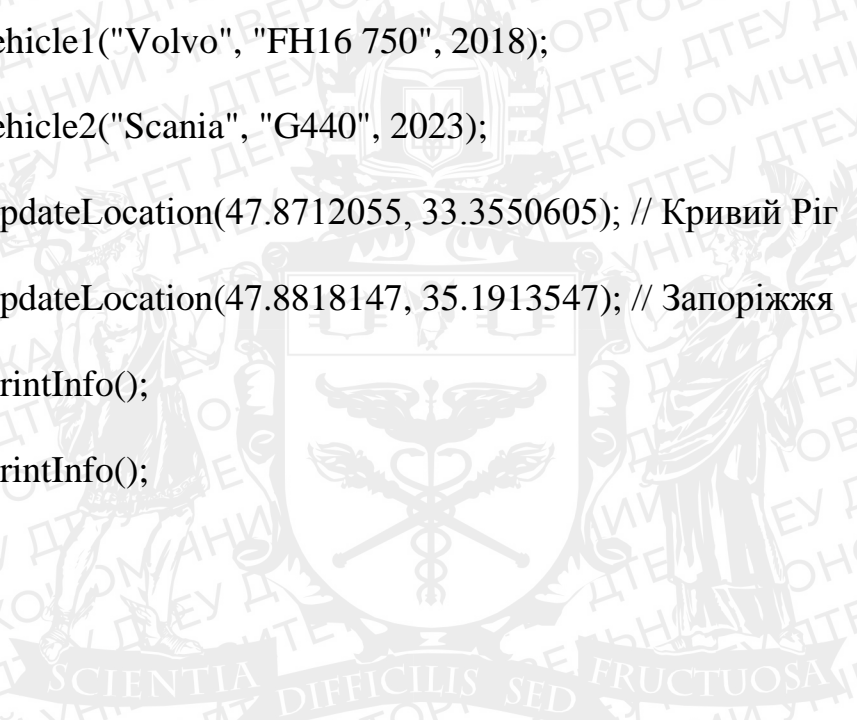 ehicle1("Volvo", "FH16 750", 2018);
ehicle2("Scania", "G440", 2023);
pdateLocation(47.8712055, 33.3550605); // Кривий Ріг
pdateLocation(47.8818147, 35.1913547); // Запоріжжя
rintInfo();
rintInfo();
SCIENTIA DIFFICILIS SED FRUCTUOSA